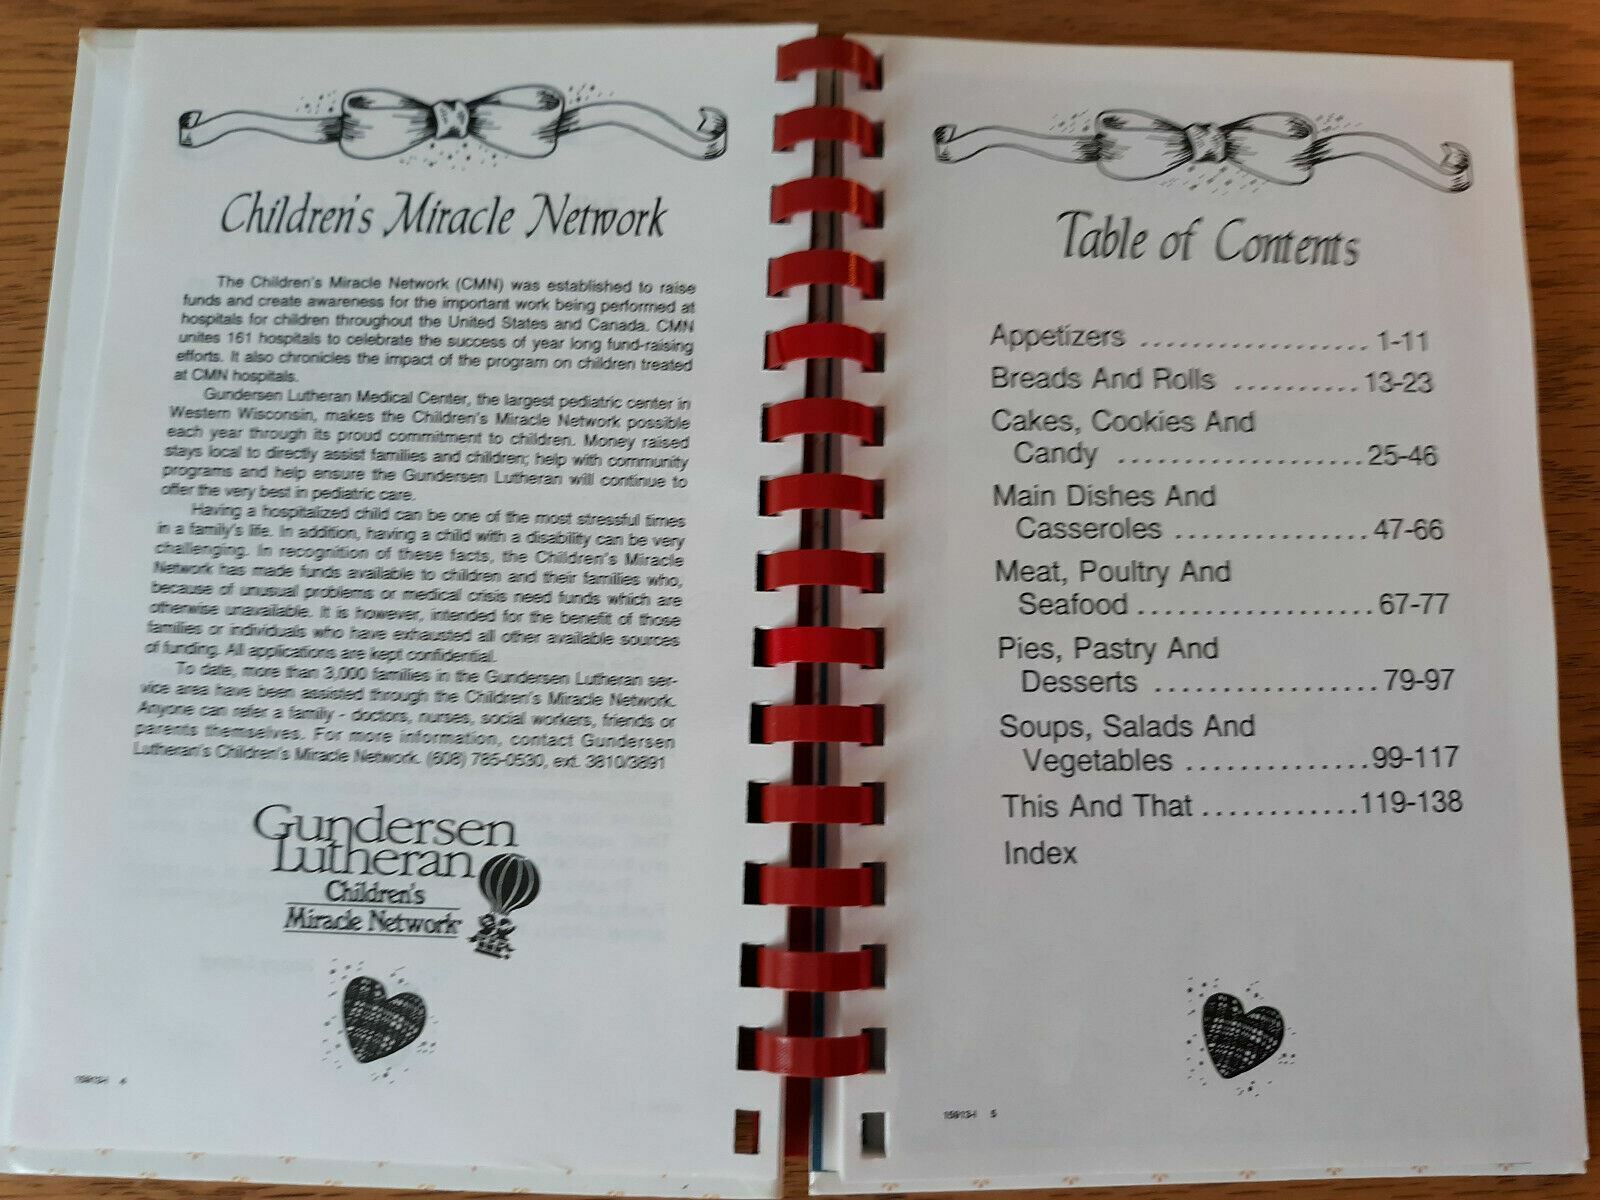 Children's Miracle Network
The Children's Miracle Network (CMN) was established to raise
funds and create awareness for the important work being performed at
hospitals for children throughout the United States and Canada. CMN
unites 161 hospitals to celebrate the success of year long fund-raising
efforts. It also chronicles the impact of the program on children treated
at CMN hospitals.
Gundersen Lutheran Medical Center, the largest pediatric center in
Western Wisconsin, makes the Children's Miracle Network possible
each year through its proud commitment to children. Money raised
stays local to directly assist families and children; help with community
programs and help ensure the Gundersen Lutheran will continue to
offer the very best in pediatric care.
Having a hospitalized child can be one of the most stressful times
in a family's life. In addition, having a child with a disability can be very
challenging. In recognition of these facts, the Children's Miracle
Network has made funds available to children and their families who,
because of unusual problems or medical crisis need funds which are
otherwise unavailable. It is however, intended for the benefit of those
families or individuals who have exhausted all other available sources
of funding. All applications are kept confidential.
To date, more than 3,000 families in the Gundersen Lutheran ser-
vice area have been assisted through the Children's Miracle Network.
Anyone can refer a family - doctors, nurses, social workers, friends or
parents themselves. For more information, contact Gundersen
Lutheran's Children's Miracle Network. (608) 785-0530, ext. 3810/3891
Gundersen
Lutheran
Children's
Miracle Network
15913-I 4
Table of Contents
Appetizers ................... 1-11
Breads And Rolls .......... 13-23
Cakes, Cookies And
Candy .................... 25-46
Main Dishes And
Casseroles ............... 47-66
Meat, Poultry And
Seafood ................... 67-77
Pies, Pastry And
Desserts .................. 79-97
Soups, Salads And
Vegetables ............... 99-117
This And That ............. 119-138
Index
15913-I 5